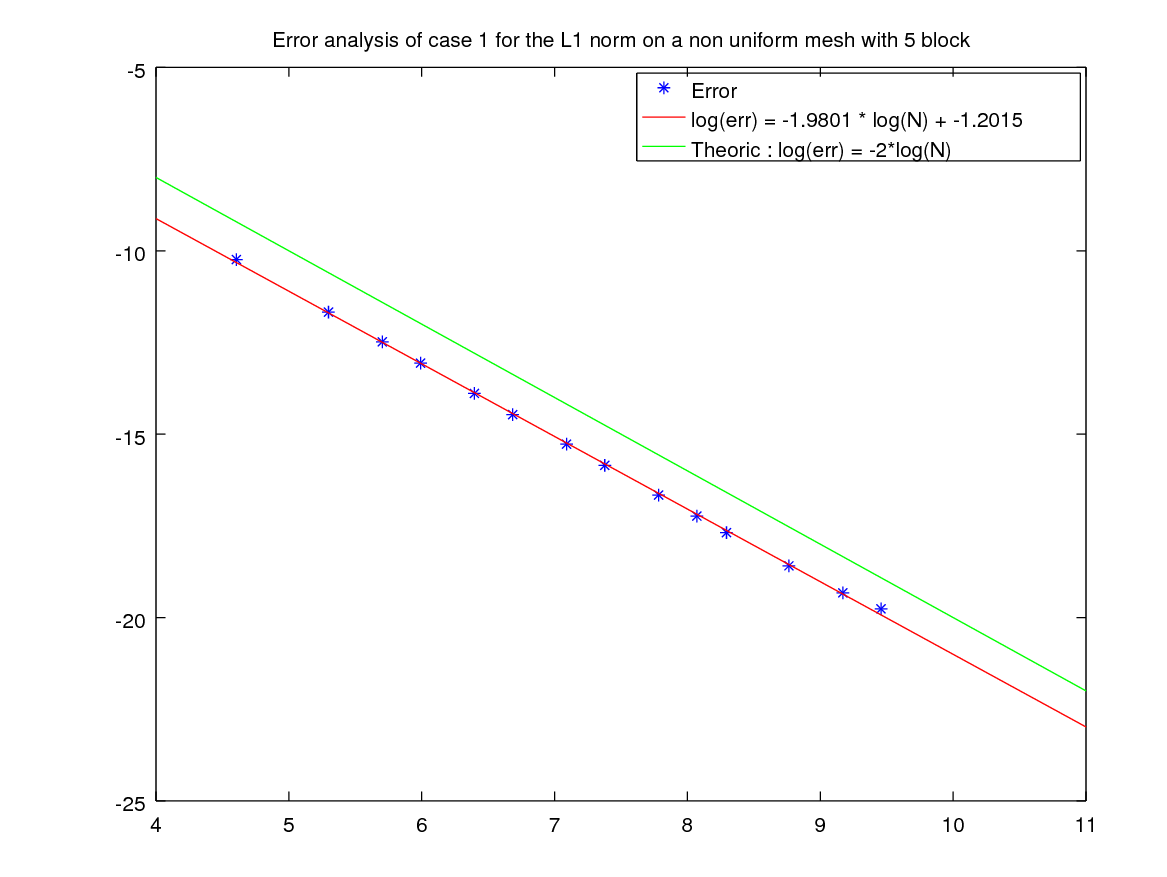 Error analysis of case 1 for the L1 norm on a non uniform mesh with 5 block
Error
log(err) = -1.9801 * log(N) + -1.2015
Theoric : log(err) = -2*log(N)
-5
-10
-15
-20
-25
4 5 6 7 8 9 10 11